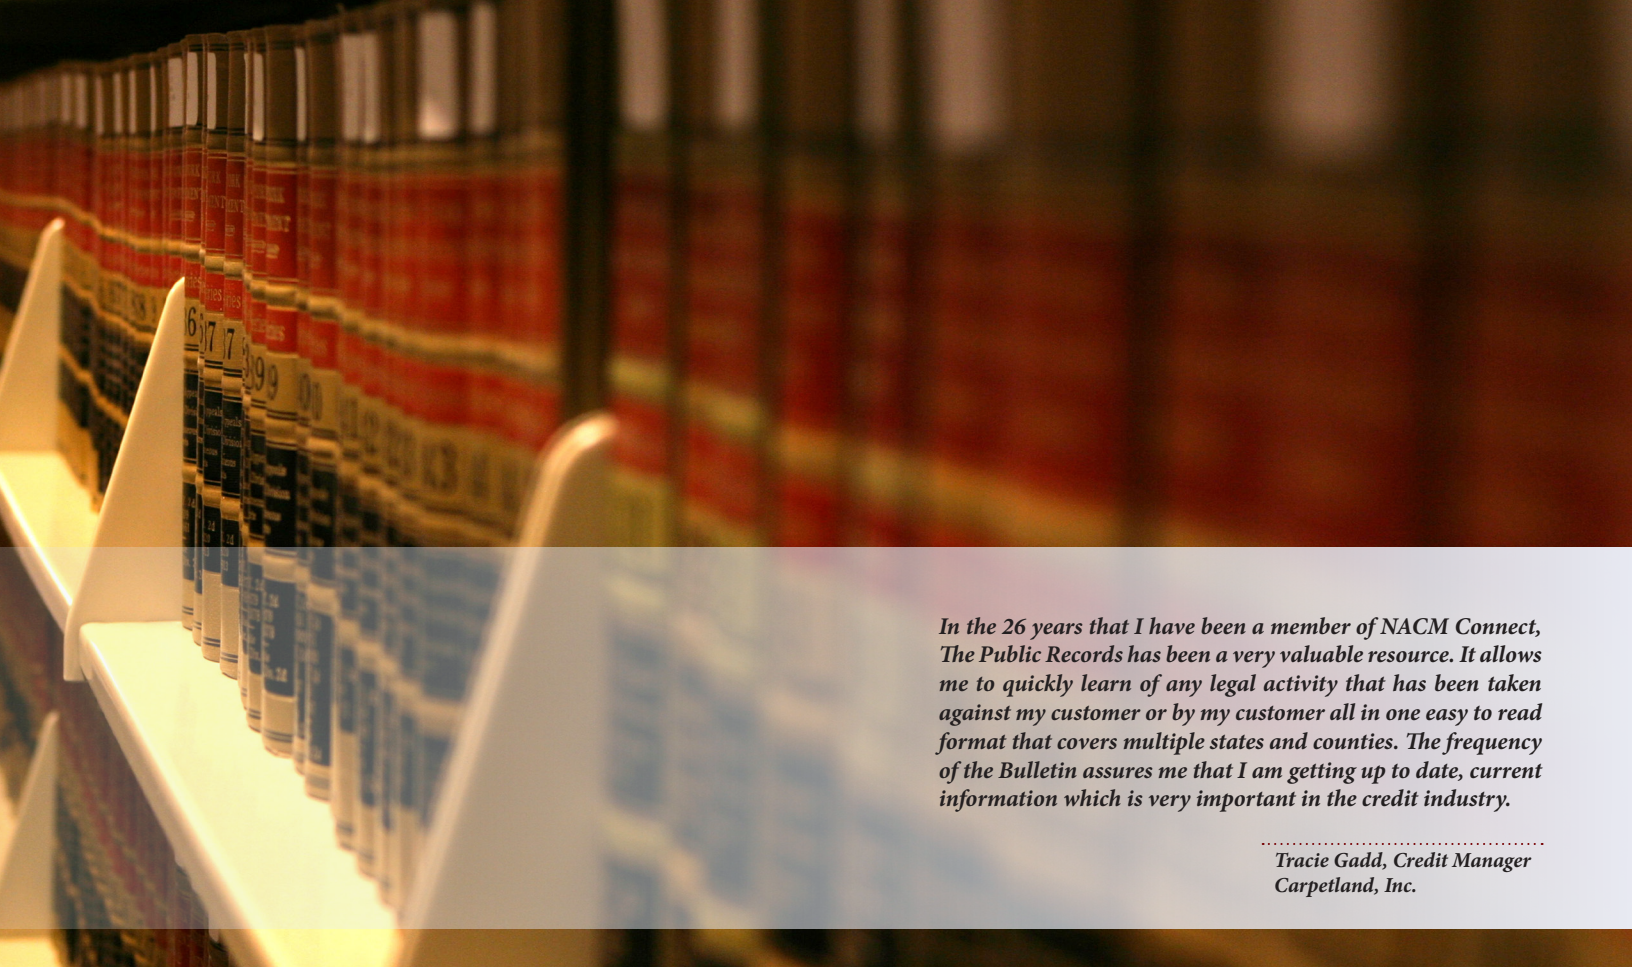 In the 26 years that I have been a member of NACM Connect,
The Public Records has been a very valuable resource. It allows
me to quickly learn of any legal activity that has been taken
against my customer or by my customer all in one easy to read
format that covers multiple states and counties. The frequency
of the Bulletin assures me that I am getting up to date, current
information which is very important in the credit industry.
Tracie Gadd, Credit Manager
Carpetland, Inc.